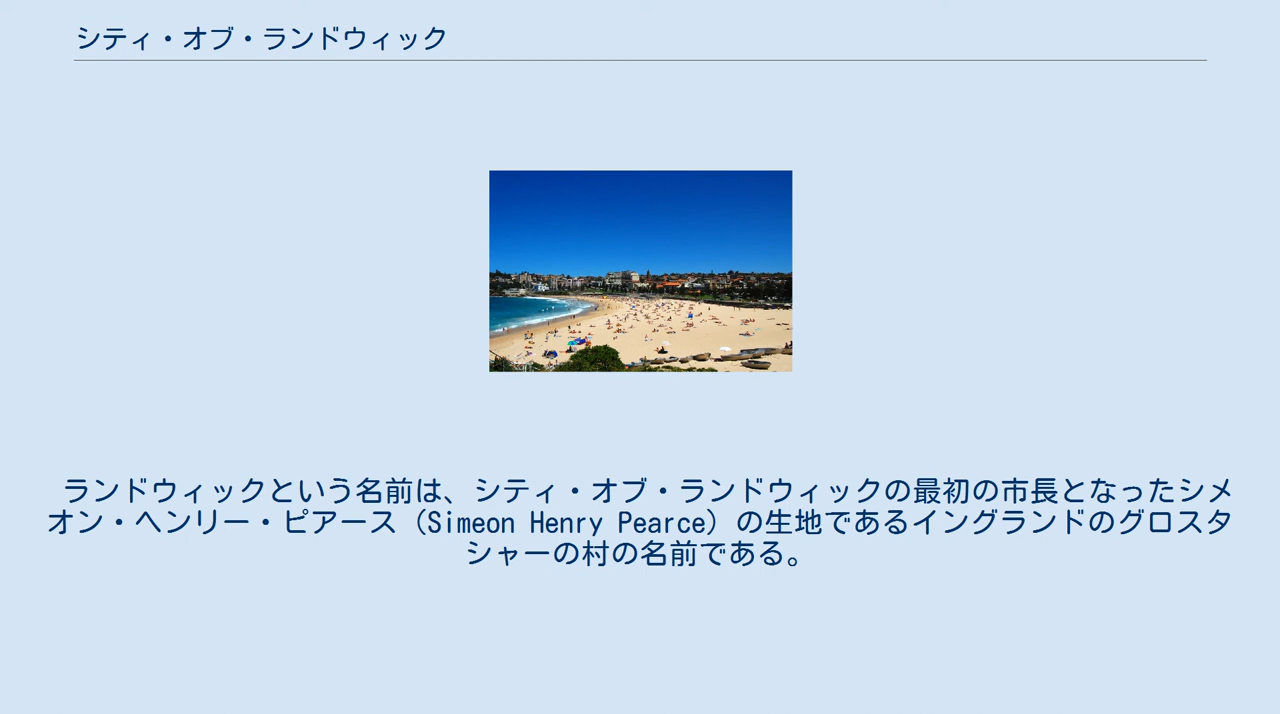 シティ・オブ・ランドウィック
ランドウィックという名前は、シティ・オブ・ランドウィックの最初の市長となったシメ
オン・ヘンリー・ピアース（Simeon Henry Pearce）の生地であるイングランドのグロスタ
シャーの村の名前である。